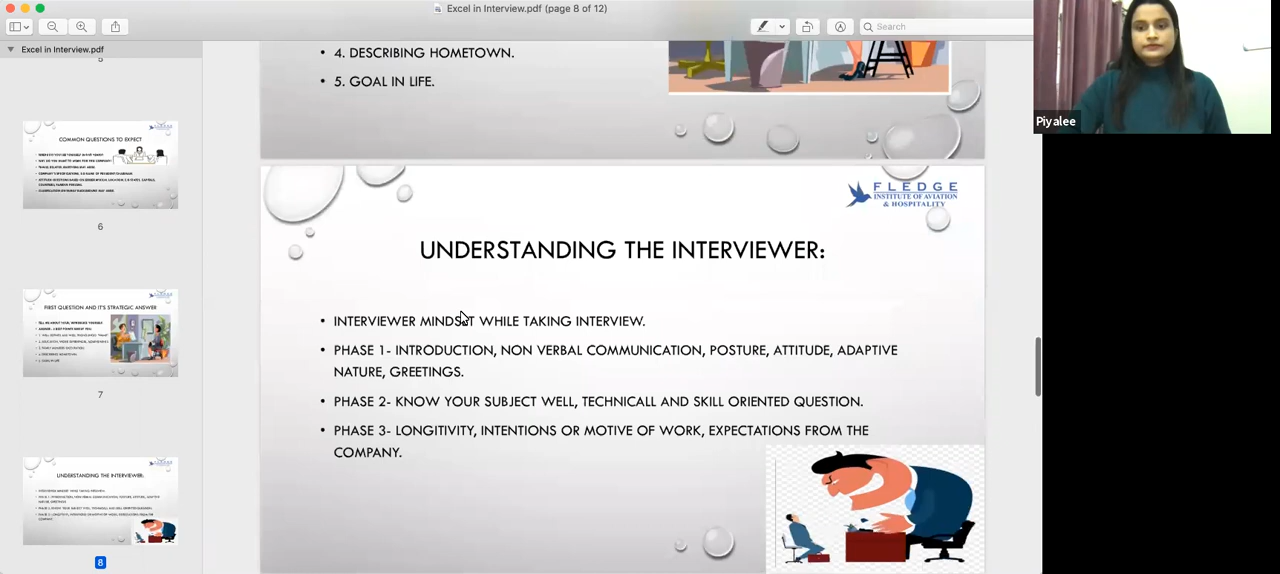 Excel in Interview.pdf (page 8 of 12)
Search
Excel in Interview.pdf
5
COMMON QUESTIONS TO EXPECT
6
FIRST QUESTION AND IT'S STRATEGIC ANSWER
7
UNDERSTANDING THE INTERVIEWER:
8
4. DESCRIBING HOMETOWN.
5. GOAL IN LIFE.
FLEDGE
INSTITUTE OF AVIATION
& HOSPITALITY
UNDERSTANDING THE INTERVIEWER:
• INTERVIEWER MINDSET WHILE TAKING INTERVIEW.
• PHASE 1- INTRODUCTION, NON VERBAL COMMUNICATION, POSTURE, ATTITUDE, ADAPTIVE
NATURE, GREETINGS.
• PHASE 2- KNOW YOUR SUBJECT WELL, TECHNICALL AND SKILL ORIENTED QUESTION.
• PHASE 3- LONGITIVITY, INTENTIONS OR MOTIVE OF WORK, EXPECTATIONS FROM THE
COMPANY.
Piyalee